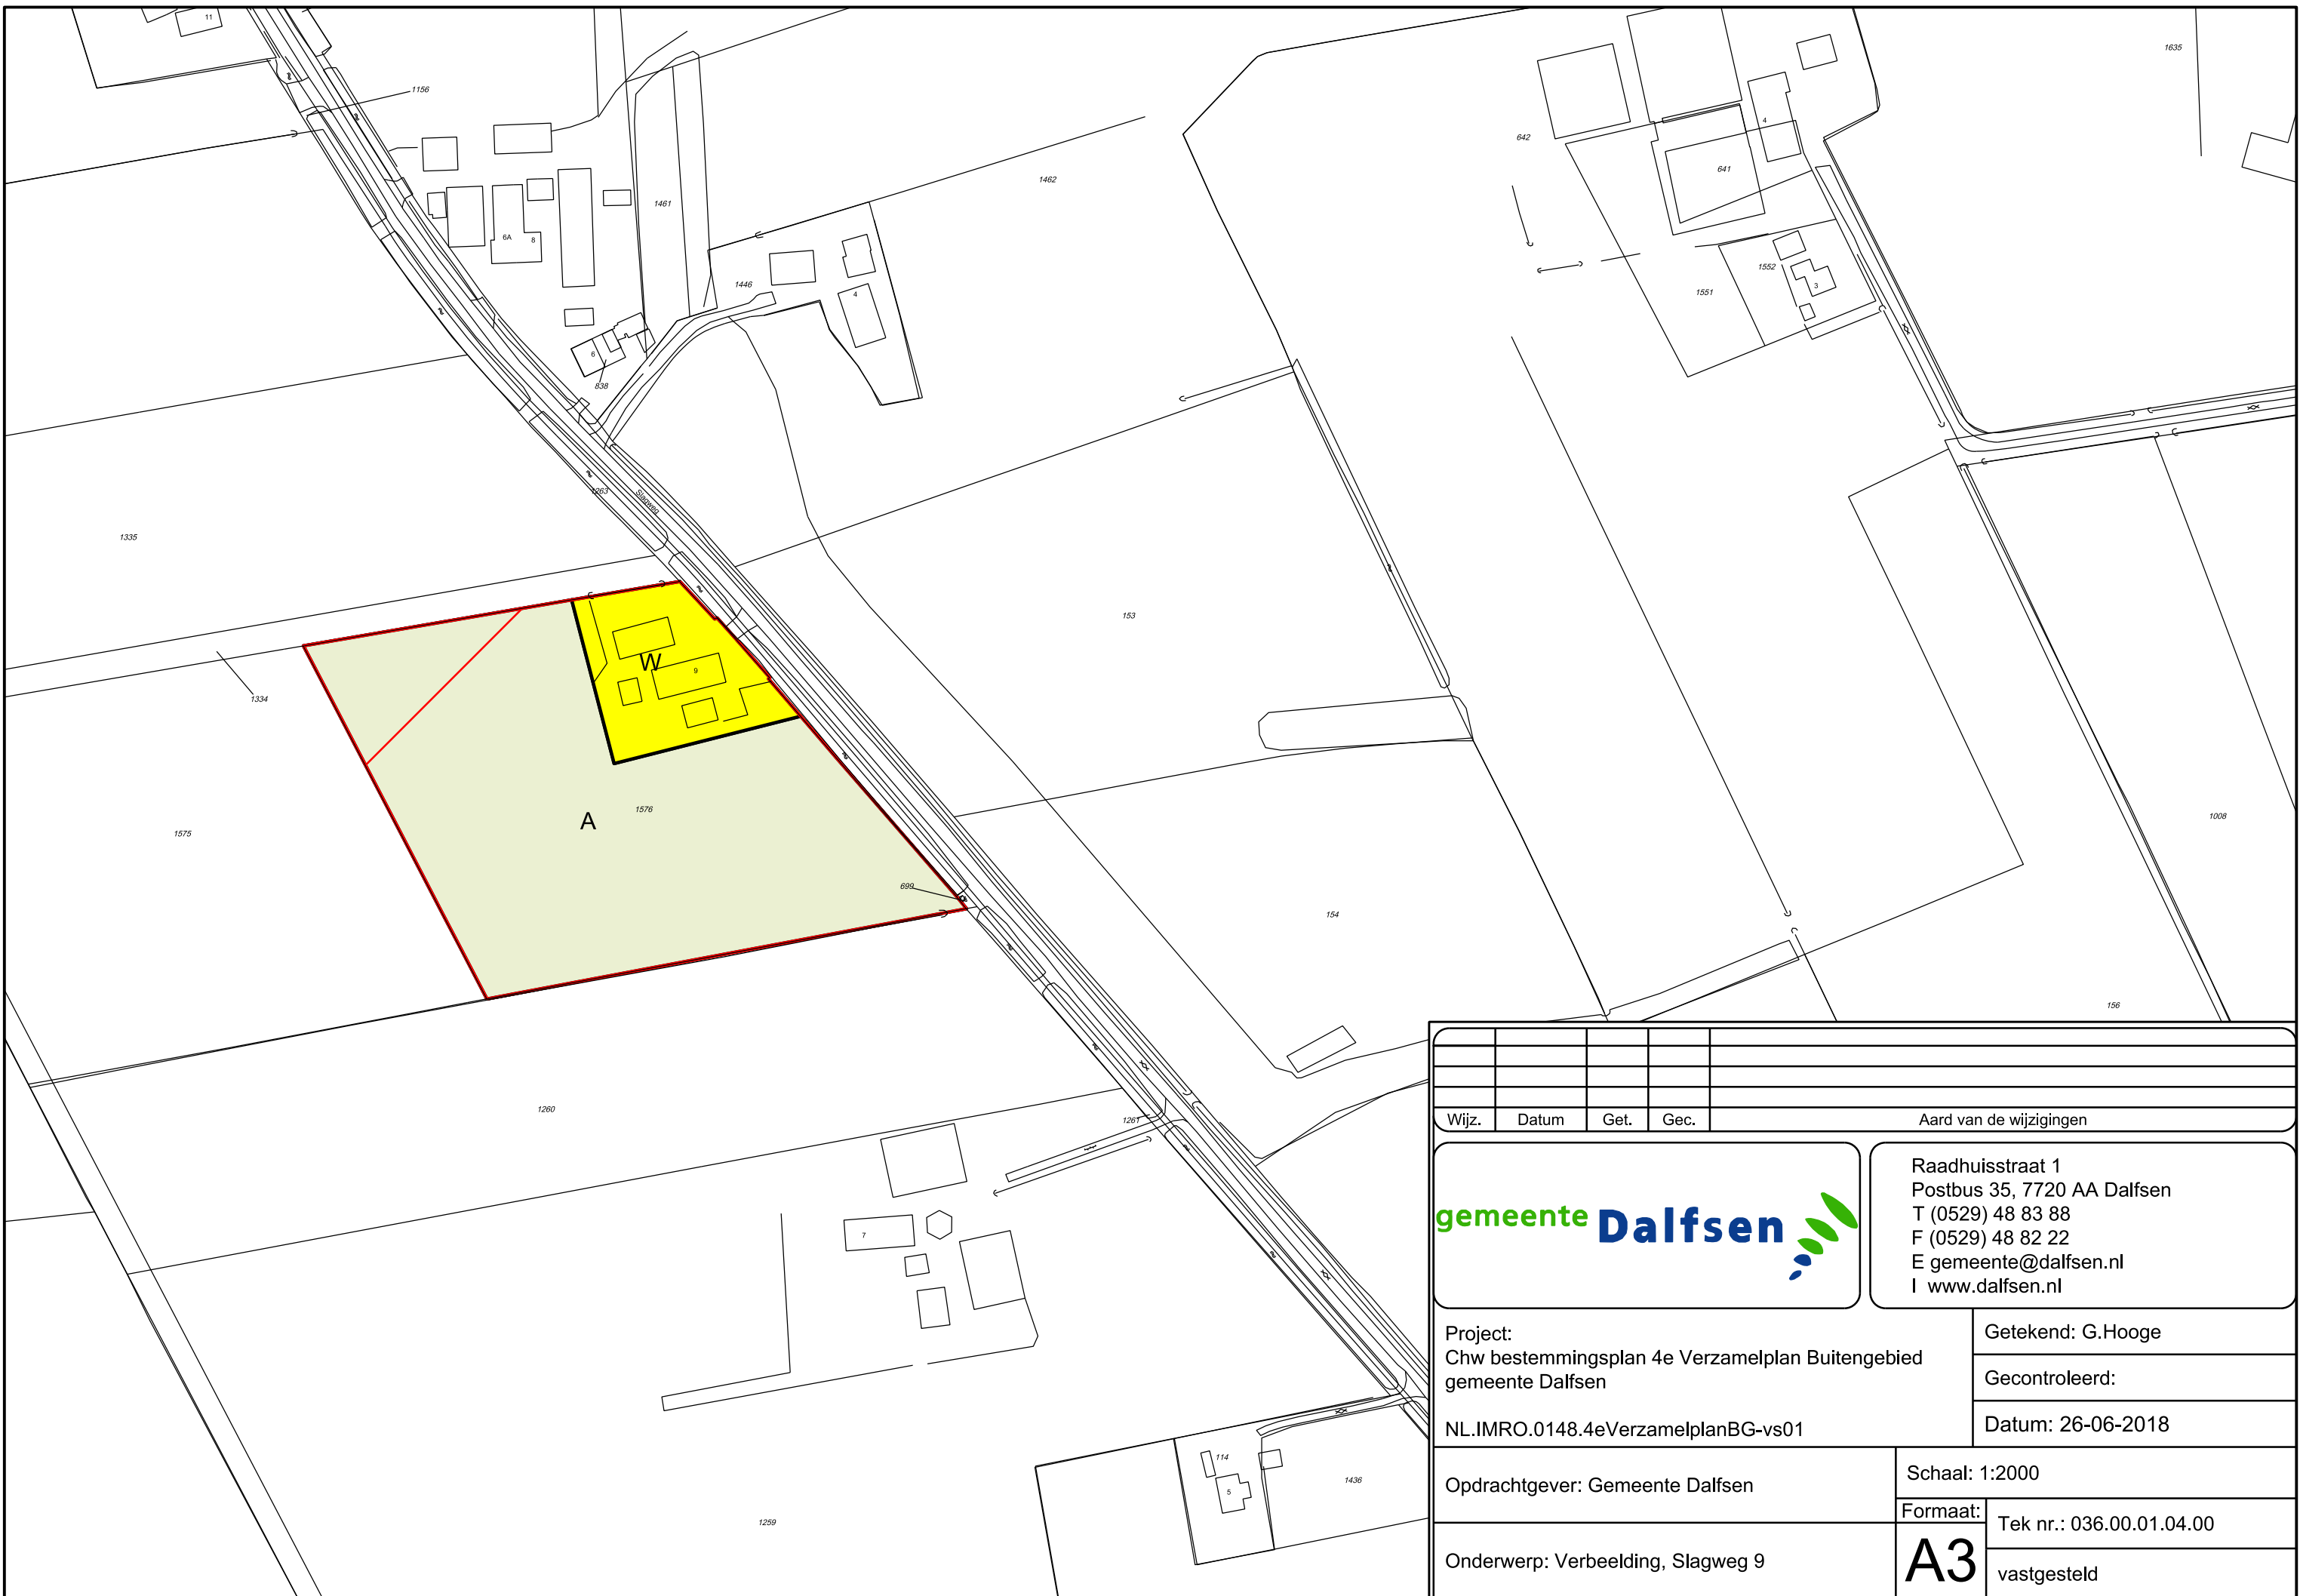 11
1156
1635
642
4
641
1462
1461
6A
8
1446
4
1552
1551
3
6
838
1263
Slagweg
1335
153
W
9
1334
1576
A
1575
1008
699
154
156
1260
1261
7
114
5
1436
1259
Wijz. Datum Get. Gec. Aard van de wijzigingen
gemeente Dalfsen
Raadhuisstraat 1
Postbus 35, 7720 AA Dalfsen
T (0529) 48 83 88
F (0529) 48 82 22
E gemeente@dalfsen.nl
I www.dalfsen.nl
Project:
Chw bestemmingsplan 4e Verzamelplan Buitengebied
gemeente Dalfsen
NL.IMRO.0148.4eVerzamelplanBG-vs01
Getekend: G.Hooge
Gecontroleerd:
Datum: 26-06-2018
Opdrachtgever: Gemeente Dalfsen
Schaal: 1:2000
Formaat:
A3
Tek nr.: 036.00.01.04.00
Onderwerp: Verbeelding, Slagweg 9
vastgesteld